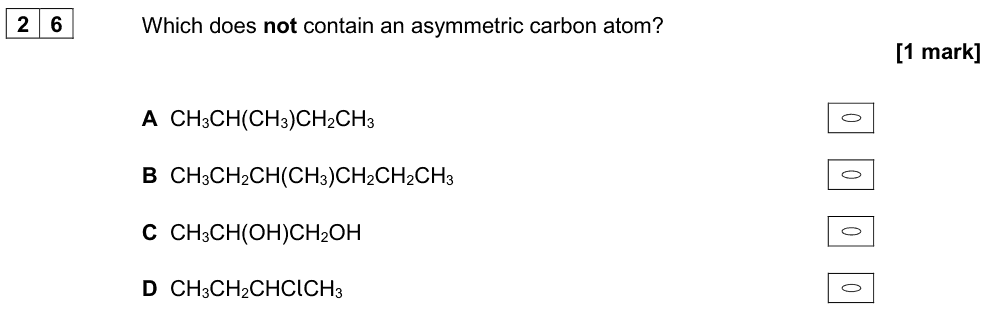 2 6 Which does not contain an asymmetric carbon atom?
[1 mark]
A CH₃CH(CH₃)CH₂CH₃
B CH₃CH₂CH(CH₃)CH₂CH₂CH₃
C CH₃CH(OH)CH₂OH
D CH₃CH₂CHClCH₃